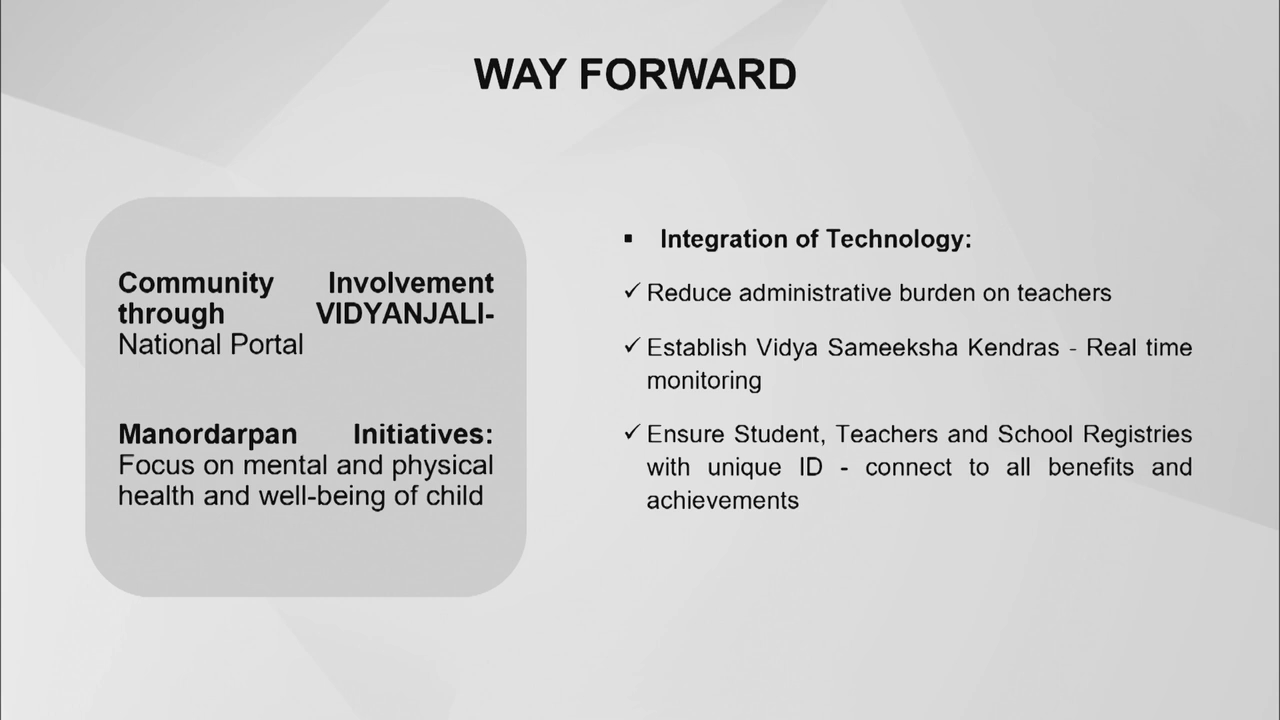 WAY FORWARD
Community Involvement
through VIDYANJALI-
National Portal
Manordarpan Initiatives:
Focus on mental and physical
health and well-being of child
▪ Integration of Technology:
✓ Reduce administrative burden on teachers
✓ Establish Vidya Sameeksha Kendras - Real time
monitoring
✓ Ensure Student, Teachers and School Registries
with unique ID - connect to all benefits and
achievements